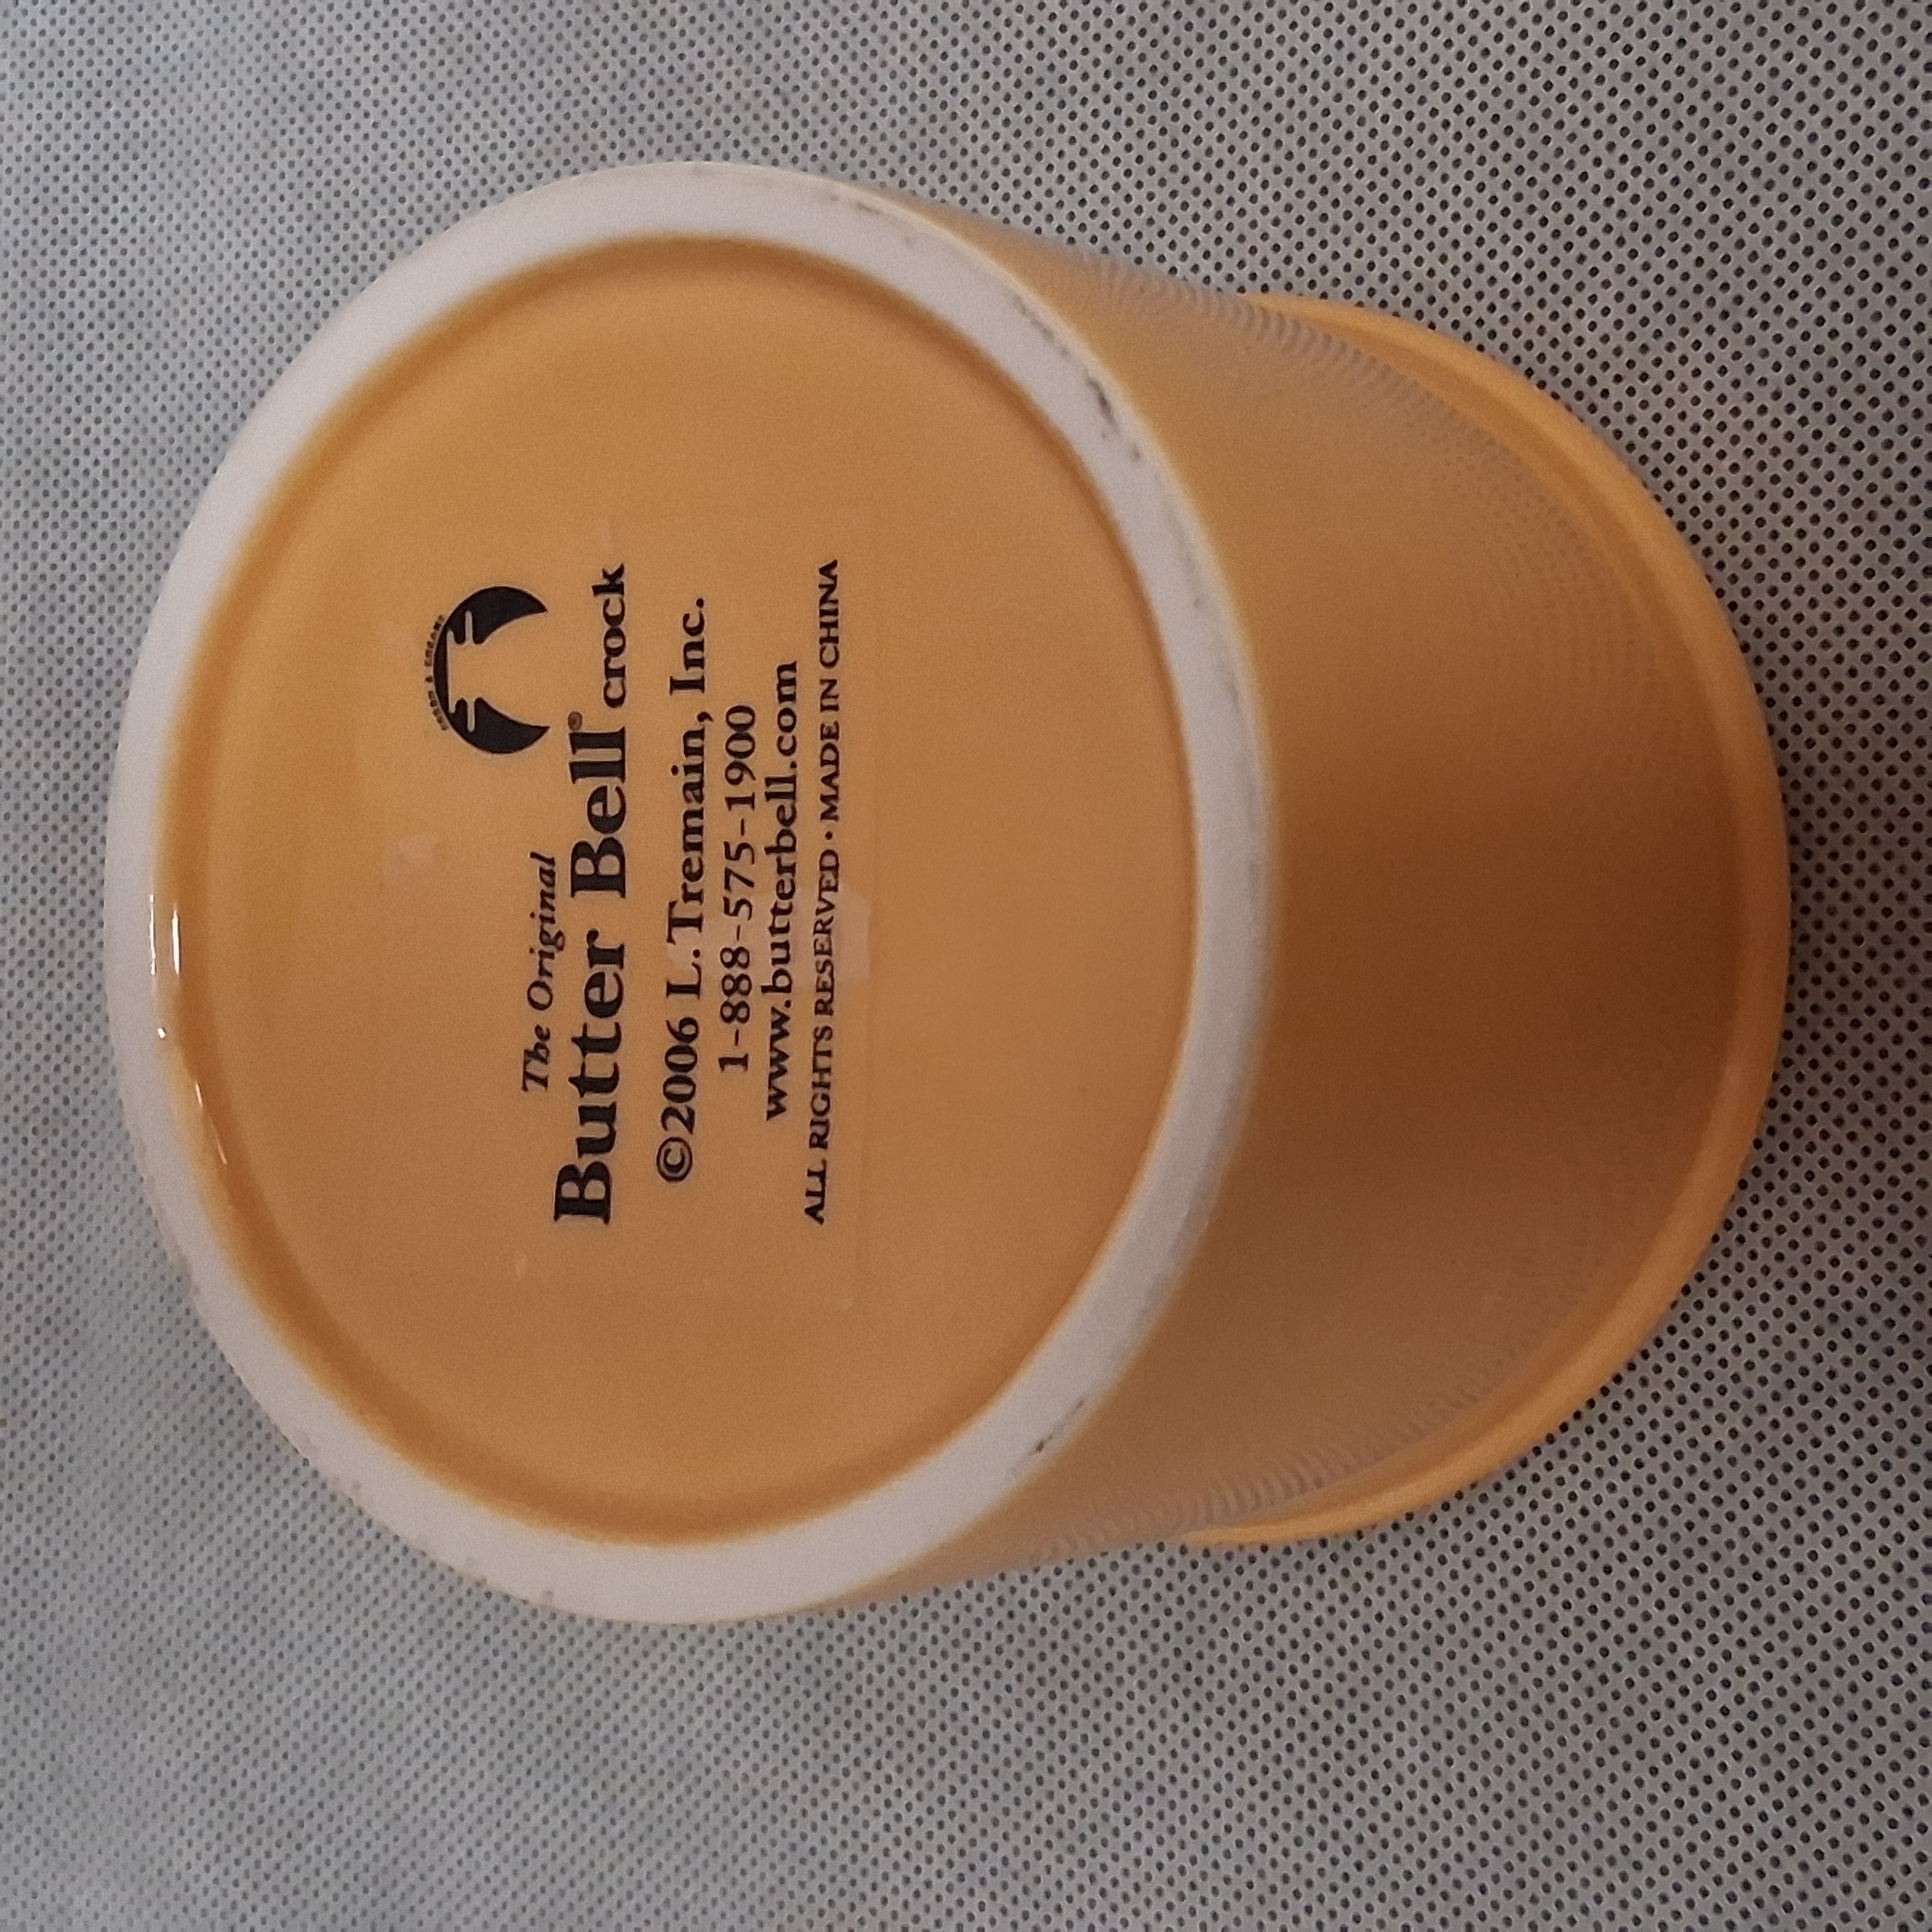 The Original
Butter Bell® crock
©2006 L. Tremain, Inc.
1-888-575-1900
www.butterbell.com
ALL RIGHTS RESERVED • MADE IN CHINA